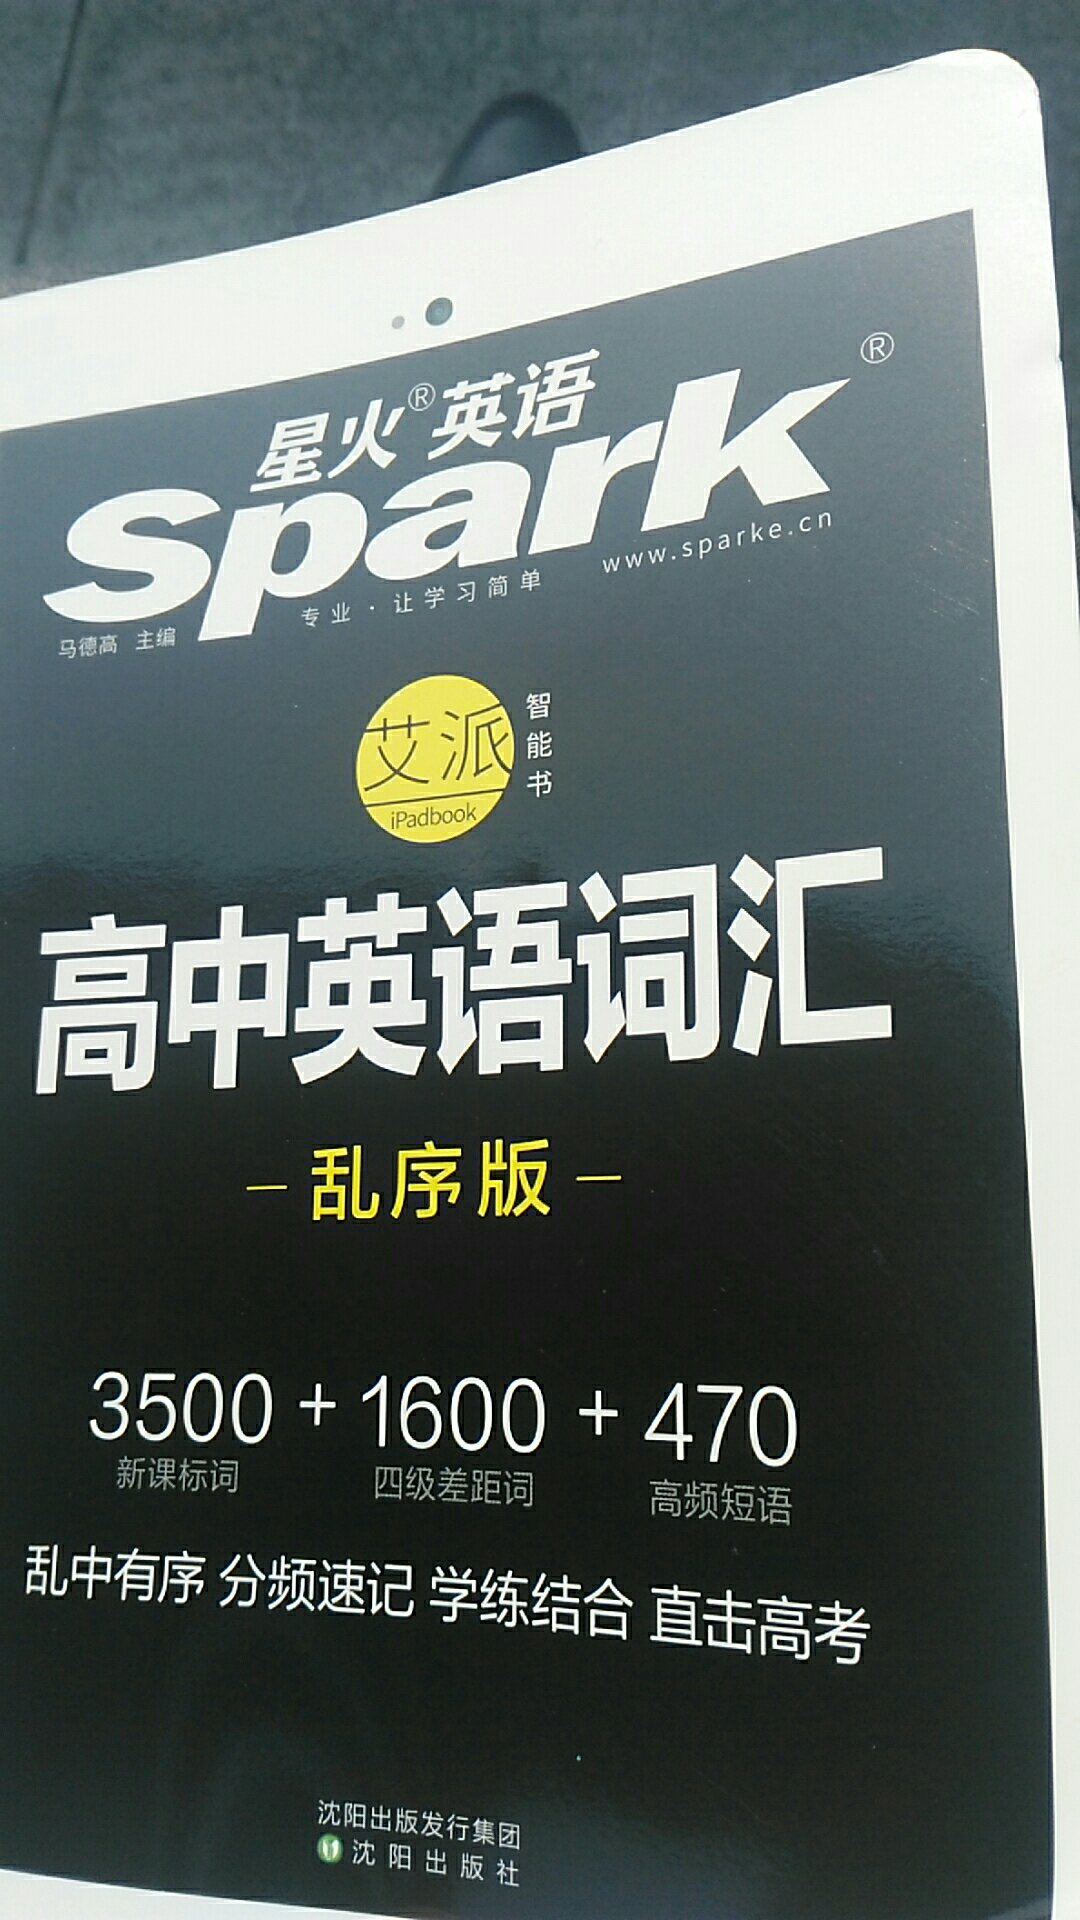 星火®英语
Spark®
www.sparke.cn
专业·让学习简单
马德高 主编
艾派
iPadbook
智能书
高中英语词汇
–乱序版–
3500 + 1600 + 470
新课标词 四级差距词 高频短语
乱中有序 分频速记 学练结合 直击高考
沈阳出版发行集团
沈阳出版社